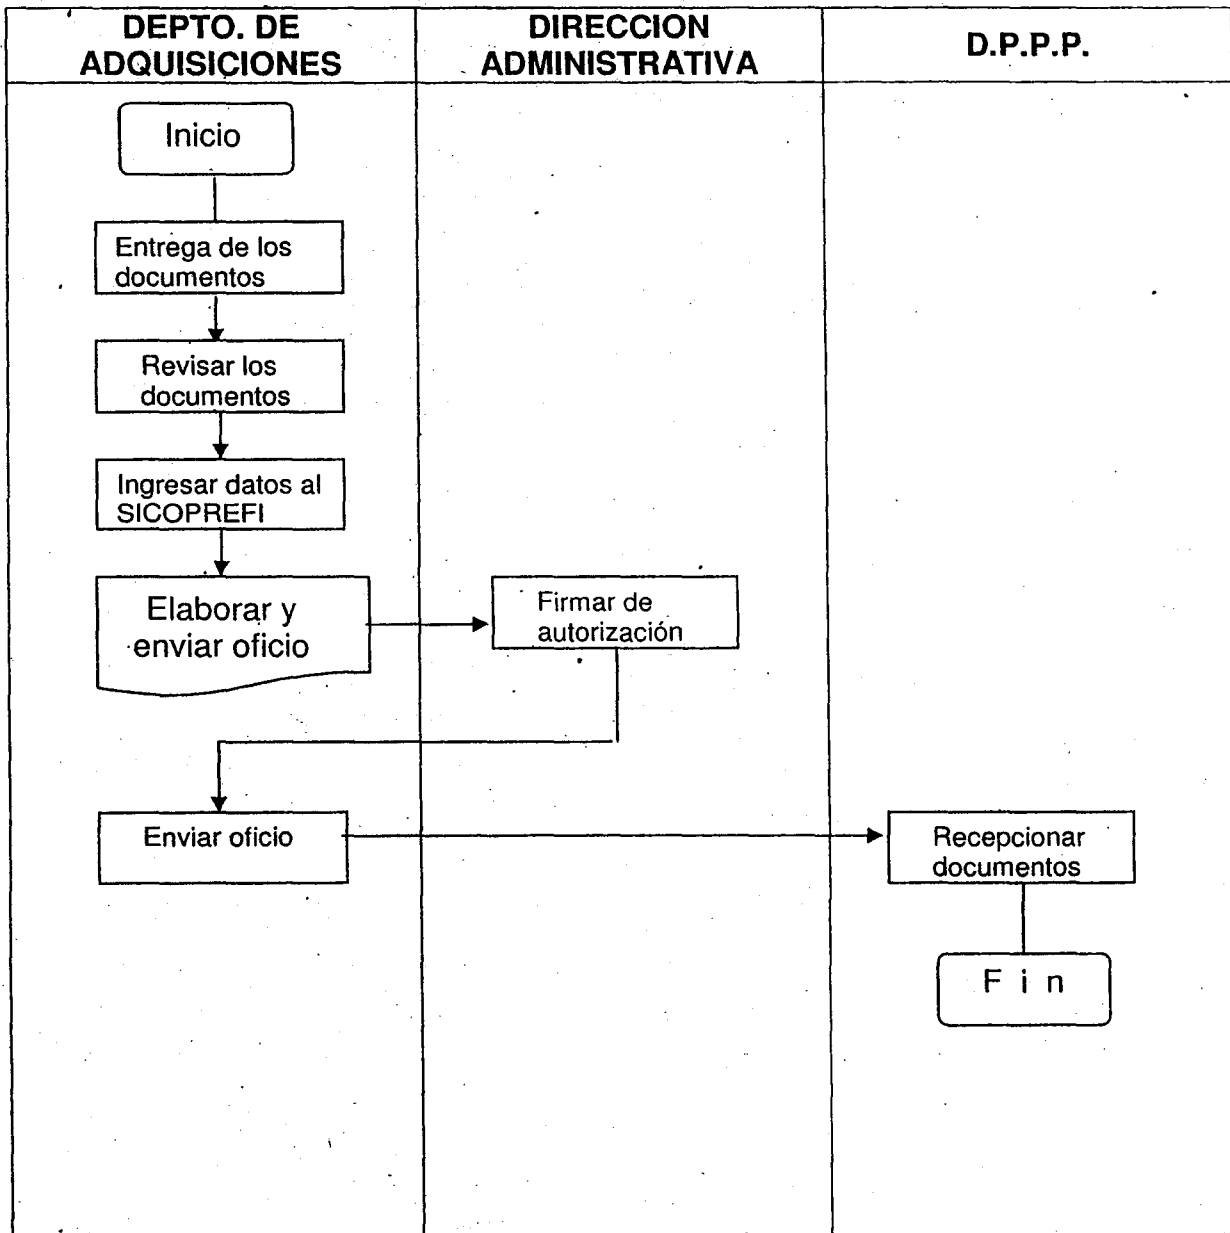 DEPTO. DE
ADQUISICIONES
DIRECCION
ADMINISTRATIVA
D.P.P.P.
Inicio
Entrega de los
documentos
Revisar los
documentos
Ingresar datos al
SICOPREFI
Elaborar y
enviar oficio
Firmar de
autorización
Enviar oficio
Recepcionar
documentos
F i n